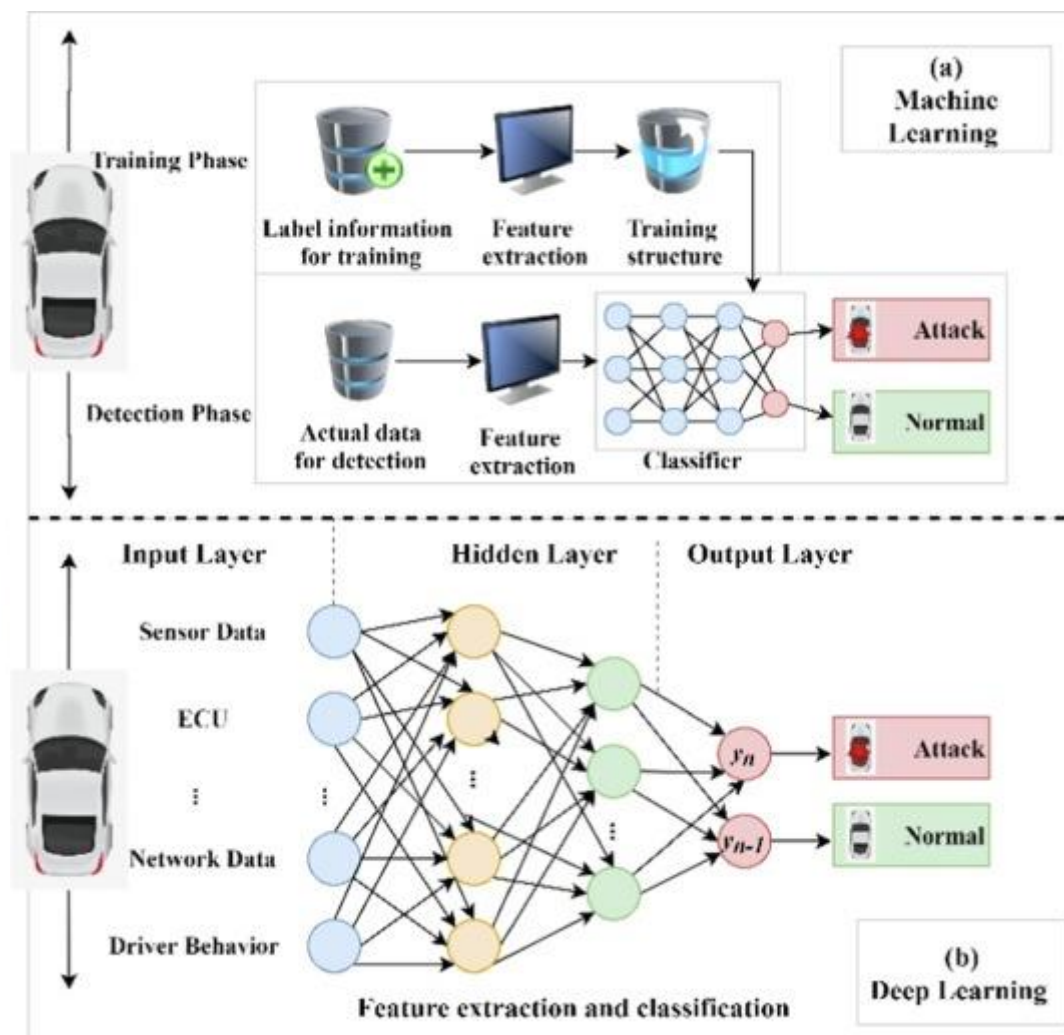 (a)
Machine
Learning
Training Phase
Label information
for training
Feature
extraction
Training
structure
Detection Phase
Actual data
for detection
Feature
extraction
Classifier
Attack
Normal
Input Layer
Hidden Layer
Output Layer
Sensor Data
ECU
...
Network Data
Driver Behavior
...
...
...
yn
yn-1
Attack
Normal
Feature extraction and classification
(b)
Deep Learning